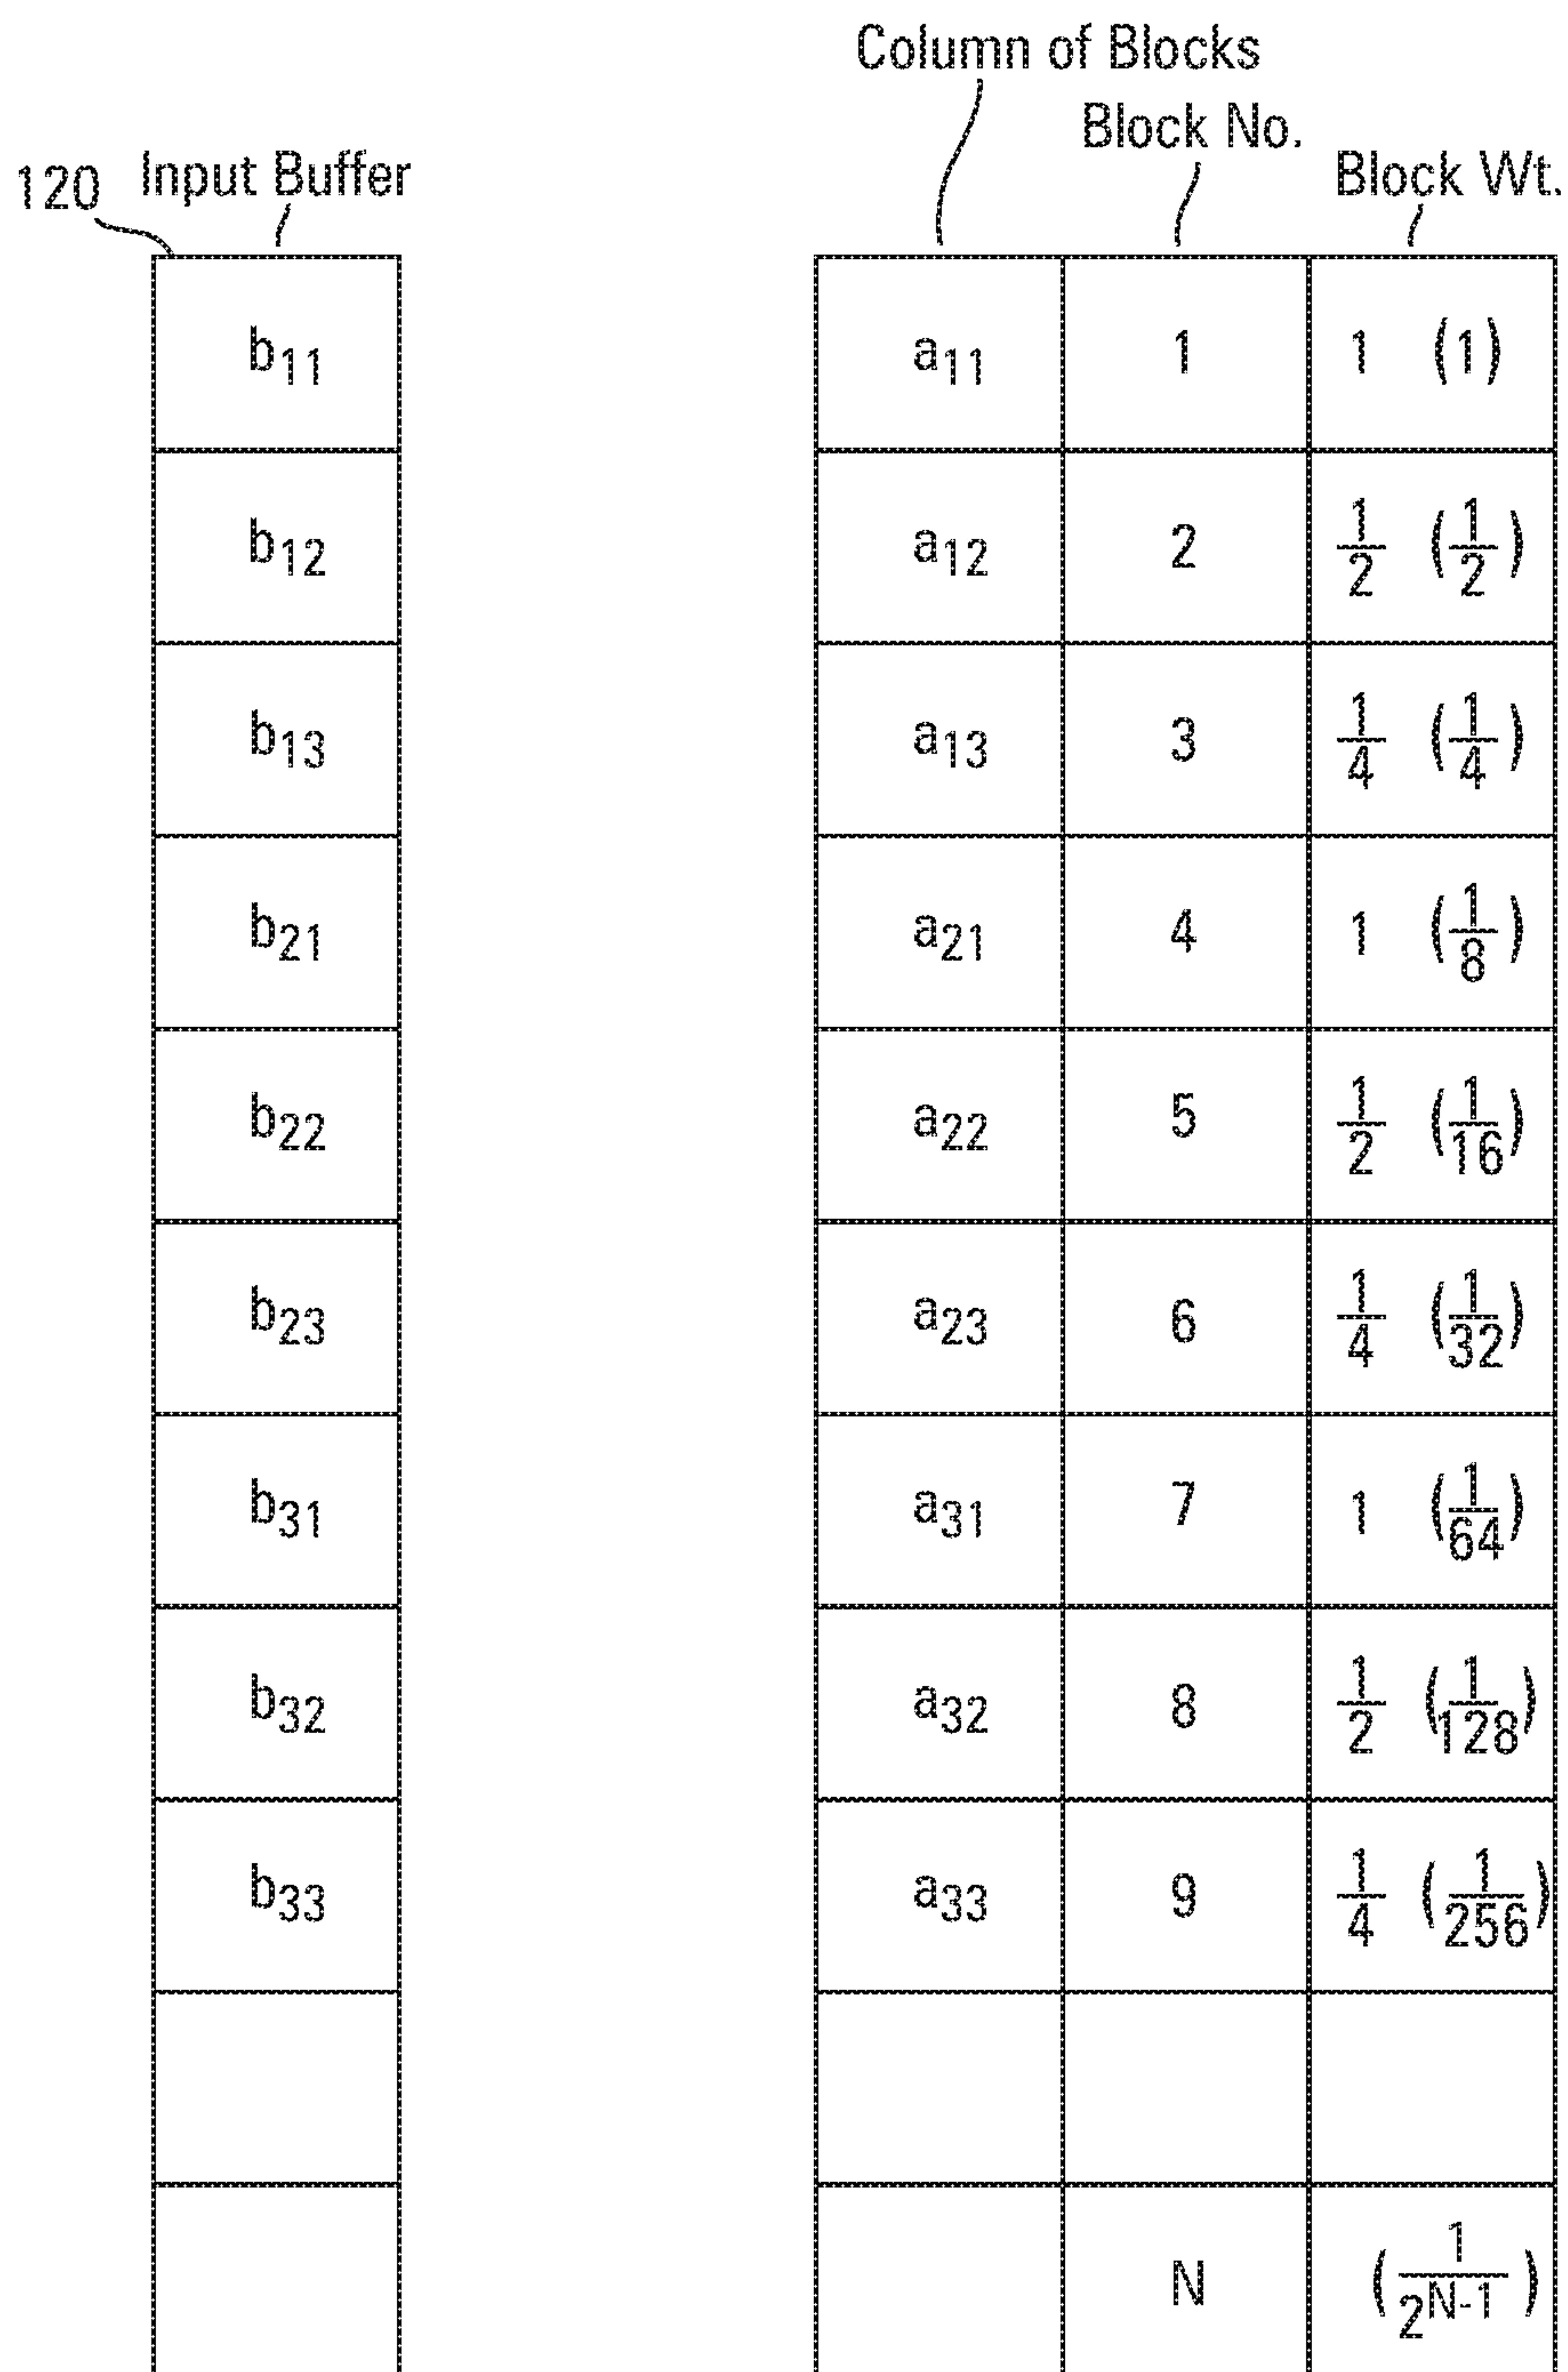 Column of Blocks
Block No.
120 Input Buffer Block Wt.
b11 a11 1 1 (1)
b12 a12 2 1/2 (1/2)
b13 a13 3 1/4 (1/4)
b21 a21 4 1 (1/8)
b22 a22 5 1/2 (1/16)
b23 a23 6 1/4 (1/32)
b31 a31 7 1 (1/64)
b32 a32 8 1/2 (1/128)
b33 a33 9 1/4 (1/256)
N (1/2^N-1)